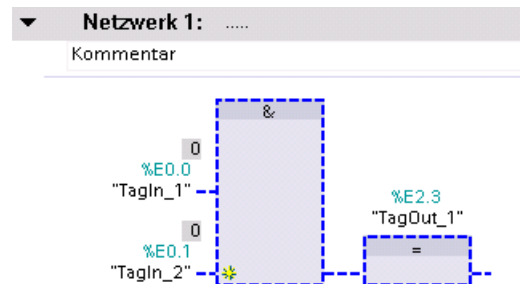 Netzwerk 1: .....
Kommentar
&
0
%E0.0
"TagIn_1"
0
%E0.1
"TagIn_2"
%E2.3
"TagOut_1"
=